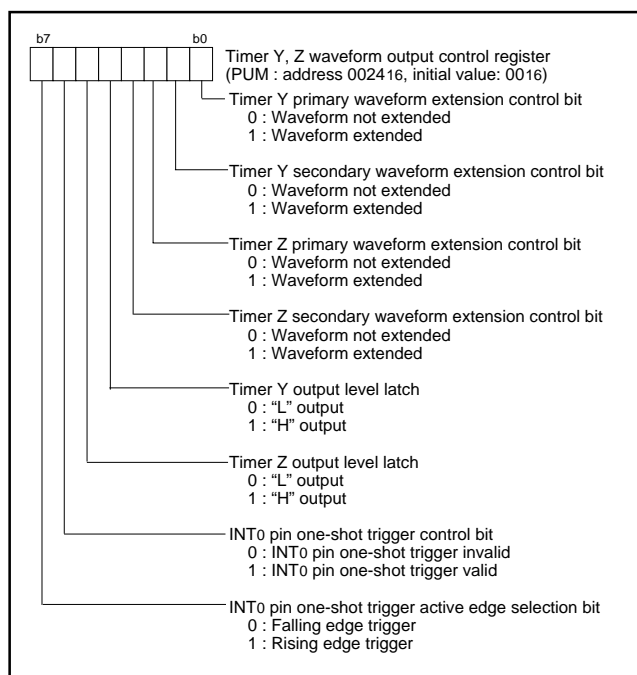 b7 b0
Timer Y, Z waveform output control register
(PUM : address 002416, initial value: 0016)
Timer Y primary waveform extension control bit
0 : Waveform not extended
1 : Waveform extended
Timer Y secondary waveform extension control bit
0 : Waveform not extended
1 : Waveform extended
Timer Z primary waveform extension control bit
0 : Waveform not extended
1 : Waveform extended
Timer Z secondary waveform extension control bit
0 : Waveform not extended
1 : Waveform extended
Timer Y output level latch
0 : “L” output
1 : “H” output
Timer Z output level latch
0 : “L” output
1 : “H” output
INT0 pin one-shot trigger control bit
0 : INT0 pin one-shot trigger invalid
1 : INT0 pin one-shot trigger valid
INT0 pin one-shot trigger active edge selection bit
0 : Falling edge trigger
1 : Rising edge trigger